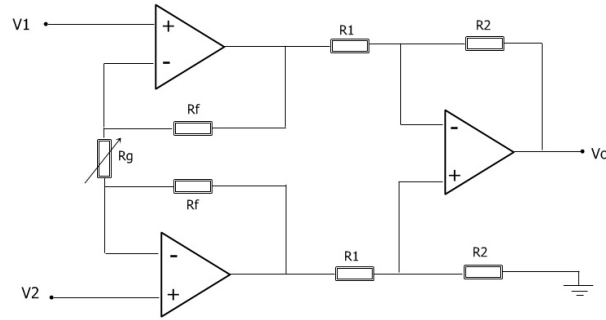 V1
+
-
R1
R2
Rf
Rg
-
+
Vo
Rf
-
+
R1
R2
V2